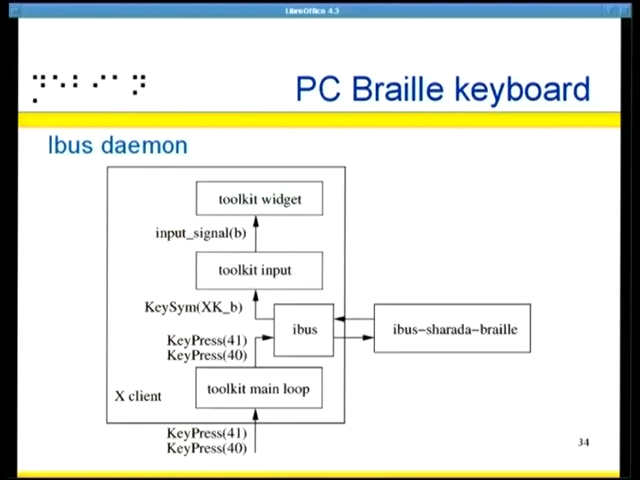 LibreOffice 4.3
PC Braille keyboard
Ibus daemon
toolkit widget
input_signal(b)
toolkit input
KeySym(XK_b)
ibus
ibus-sharada-braille
KeyPress(41)
KeyPress(40)
toolkit main loop
X client
KeyPress(41)
KeyPress(40)
34